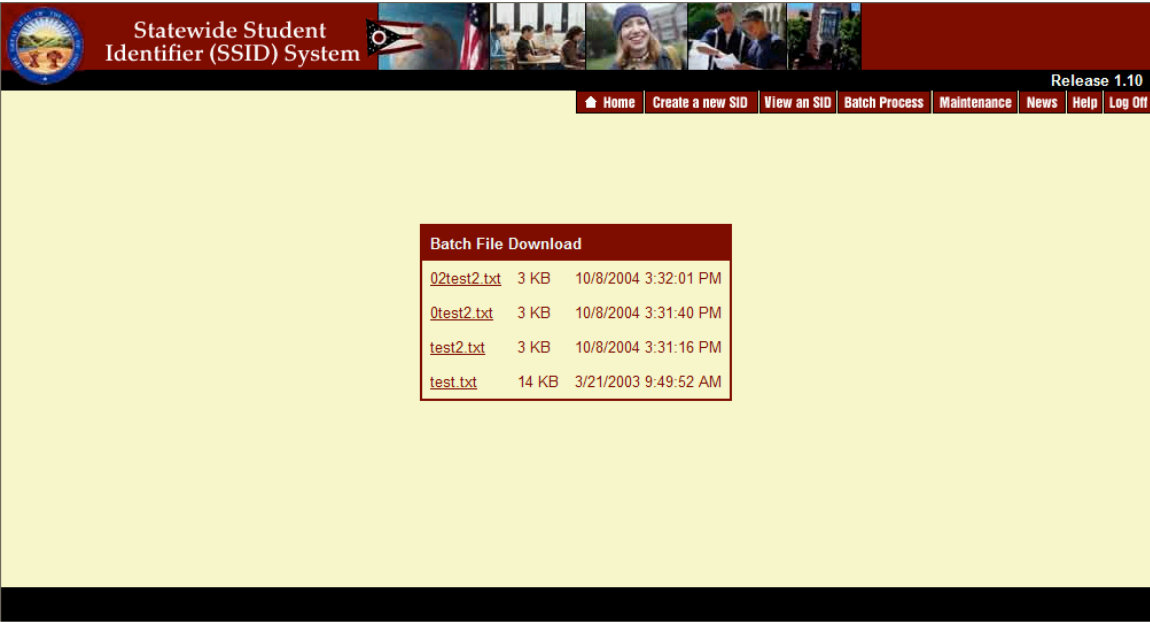 Statewide Student
Identifier (SSID) System
Release 1.10
Home Create a new SID View an SID Batch Process Maintenance News Help Log Off
Batch File Download
02test2.txt 3 KB 10/8/2004 3:32:01 PM
0test2.txt 3 KB 10/8/2004 3:31:40 PM
test2.txt 3 KB 10/8/2004 3:31:16 PM
test.txt 14 KB 3/21/2003 9:49:52 AM